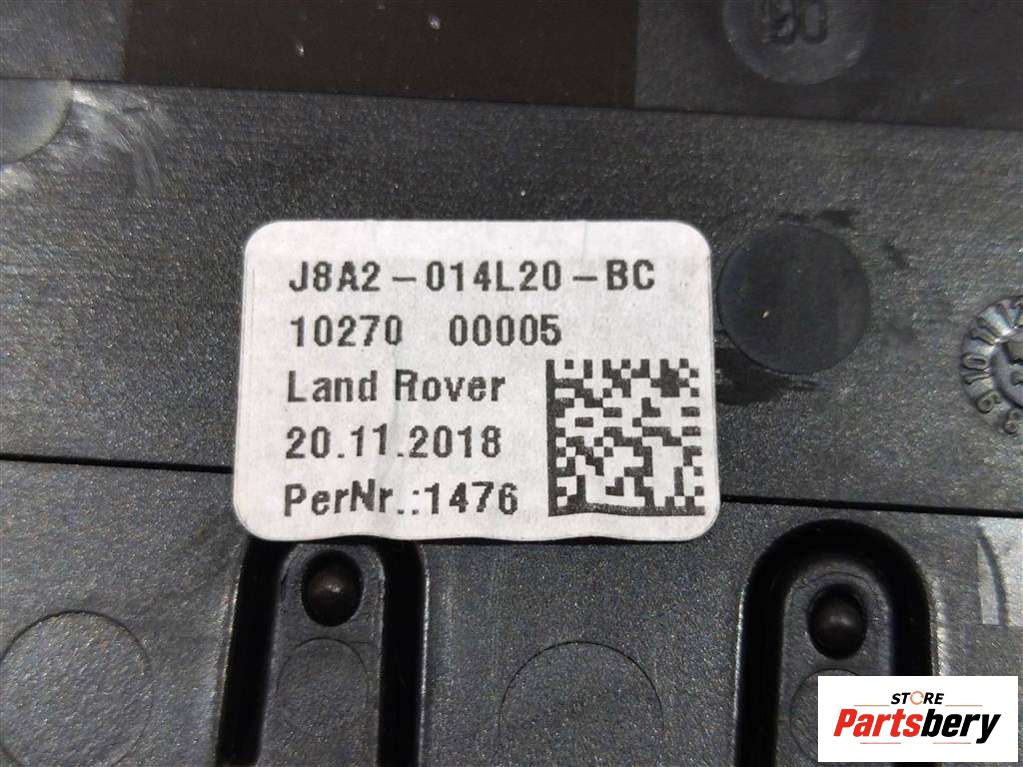 J8A2-014L20-BC
10270 00005
Land Rover
20.11.2018
PerNr.:1476
STORE
Partsbery